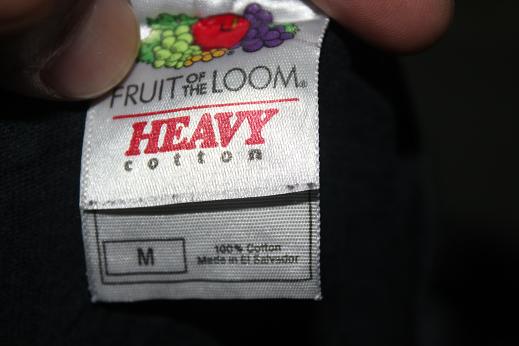 FRUIT OF THE LOOM®
HEAVY
cotton
M
100% Cotton
Made in El Salvador